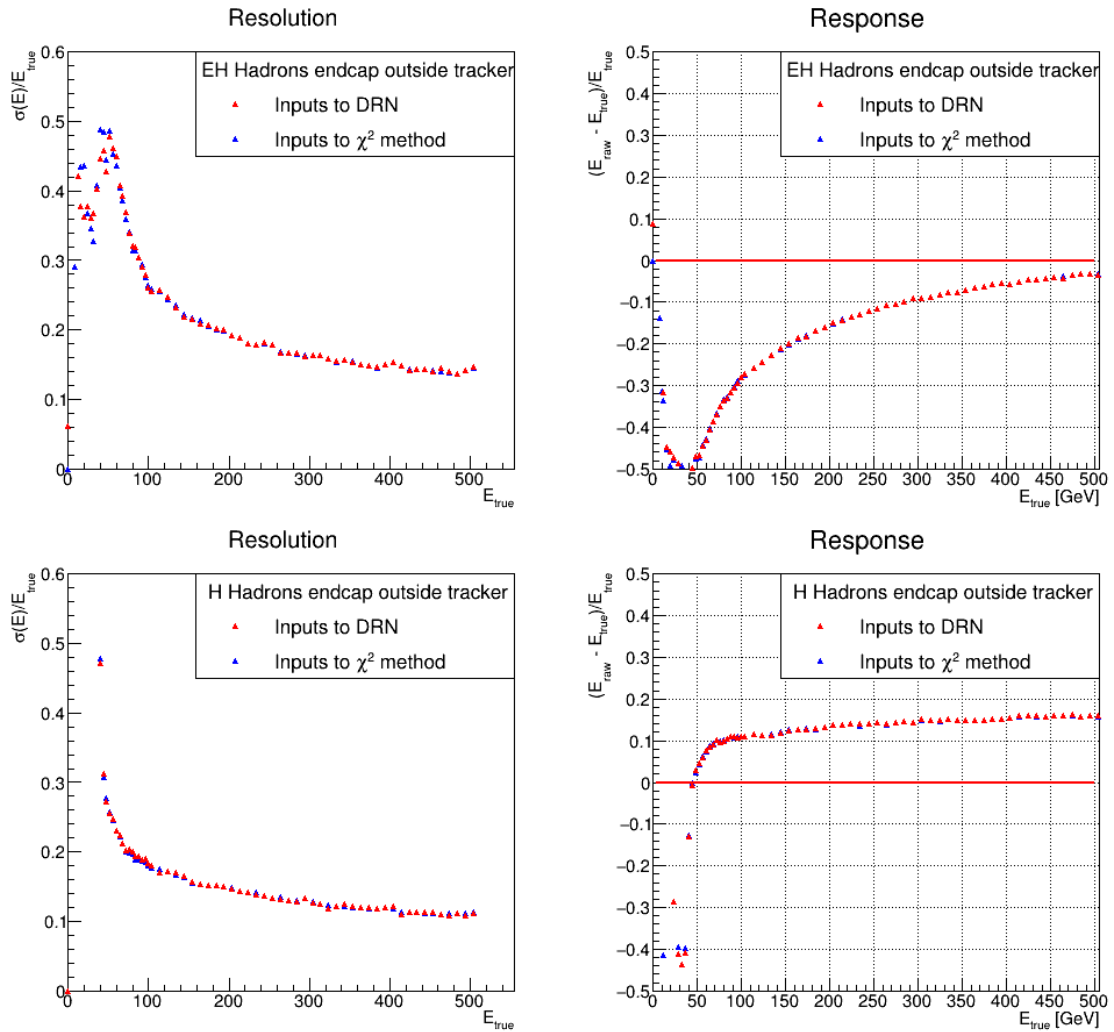 Resolution
σ(E)/E_true
0.6
0.5
0.4
0.3
0.2
0.1
0
EH Hadrons endcap outside tracker
Inputs to DRN
Inputs to χ² method
0 100 200 300 400 500
E_true
Response
(E_raw - E_true)/E_true
0.5
0.4
0.3
0.2
0.1
0
−0.1
−0.2
−0.3
−0.4
−0.5
EH Hadrons endcap outside tracker
Inputs to DRN
Inputs to χ² method
0 50 100 150 200 250 300 350 400 450 500
E_true [GeV]
Resolution
σ(E)/E_true
0.6
0.5
0.4
0.3
0.2
0.1
0
H Hadrons endcap outside tracker
Inputs to DRN
Inputs to χ² method
0 100 200 300 400 500
E_true
Response
(E_raw - E_true)/E_true
0.5
0.4
0.3
0.2
0.1
0
−0.1
−0.2
−0.3
−0.4
−0.5
H Hadrons endcap outside tracker
Inputs to DRN
Inputs to χ² method
0 50 100 150 200 250 300 350 400 450 500
E_true [GeV]